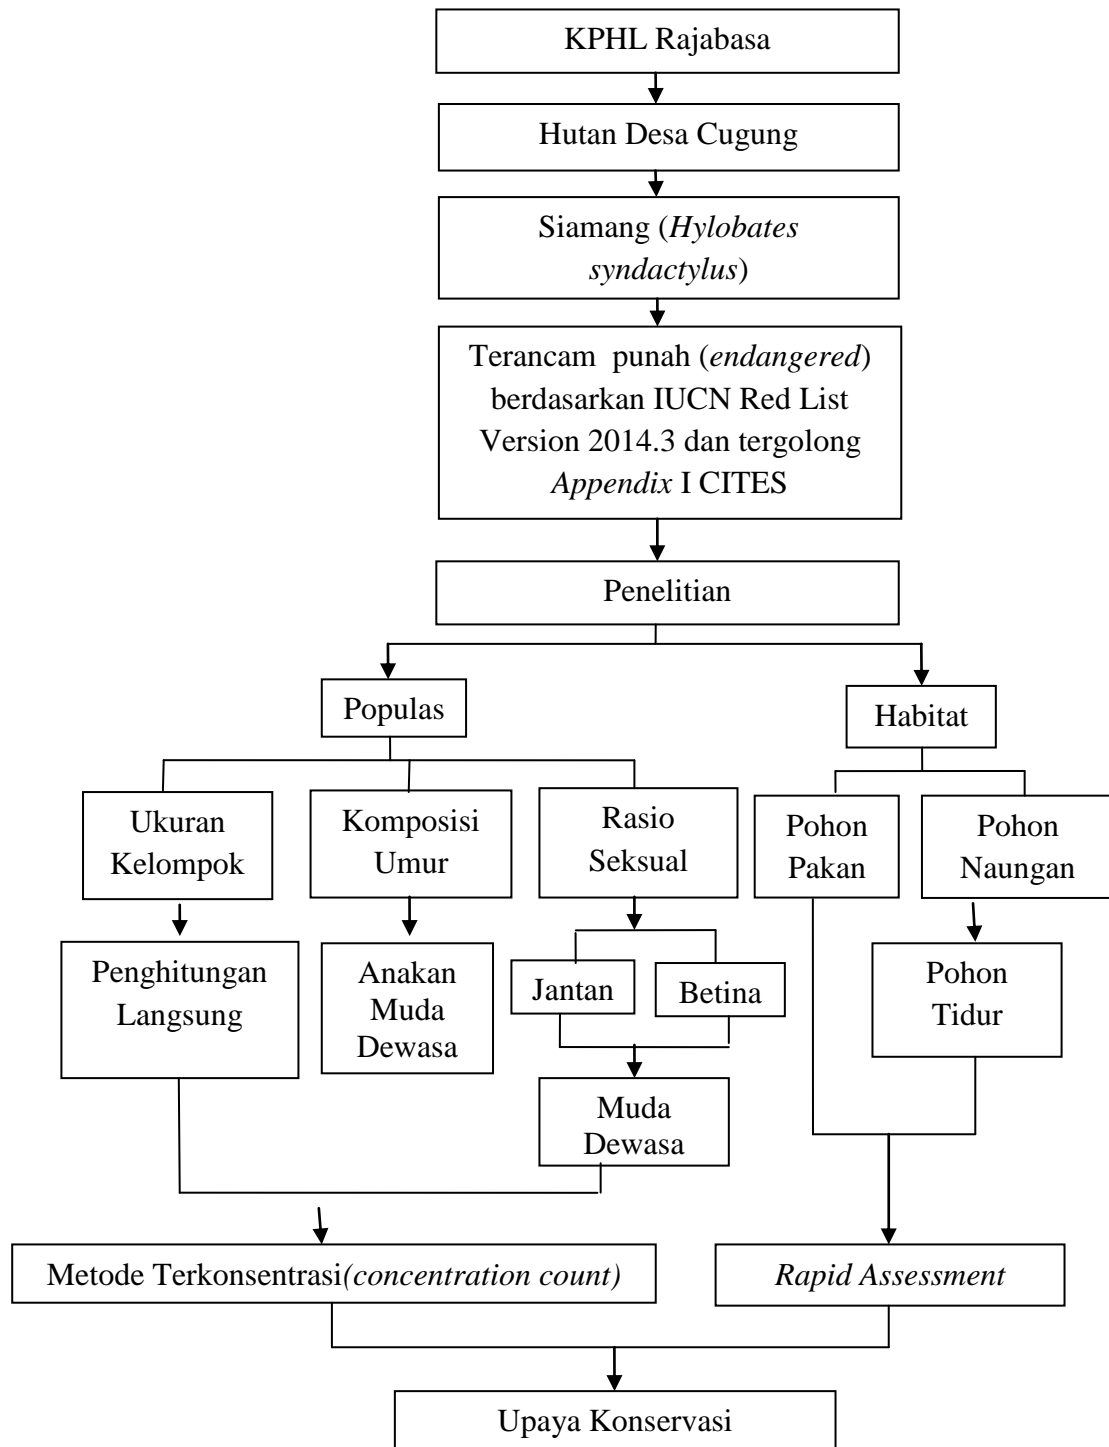 KPHL Rajabasa
Hutan Desa Cugung
Siamang (Hylobates
syndactylus)
Terancam punah (endangered)
berdasarkan IUCN Red List
Version 2014.3 dan tergolong
Appendix I CITES
Penelitian
Populas
Habitat
Ukuran
Kelompok
Komposisi
Umur
Rasio
Seksual
Pohon
Pakan
Pohon
Naungan
Penghitungan
Langsung
Anakan
Muda
Dewasa
Jantan
Betina
Pohon
Tidur
Muda
Dewasa
Metode Terkonsentrasi(concentration count)
Rapid Assessment
Upaya Konservasi